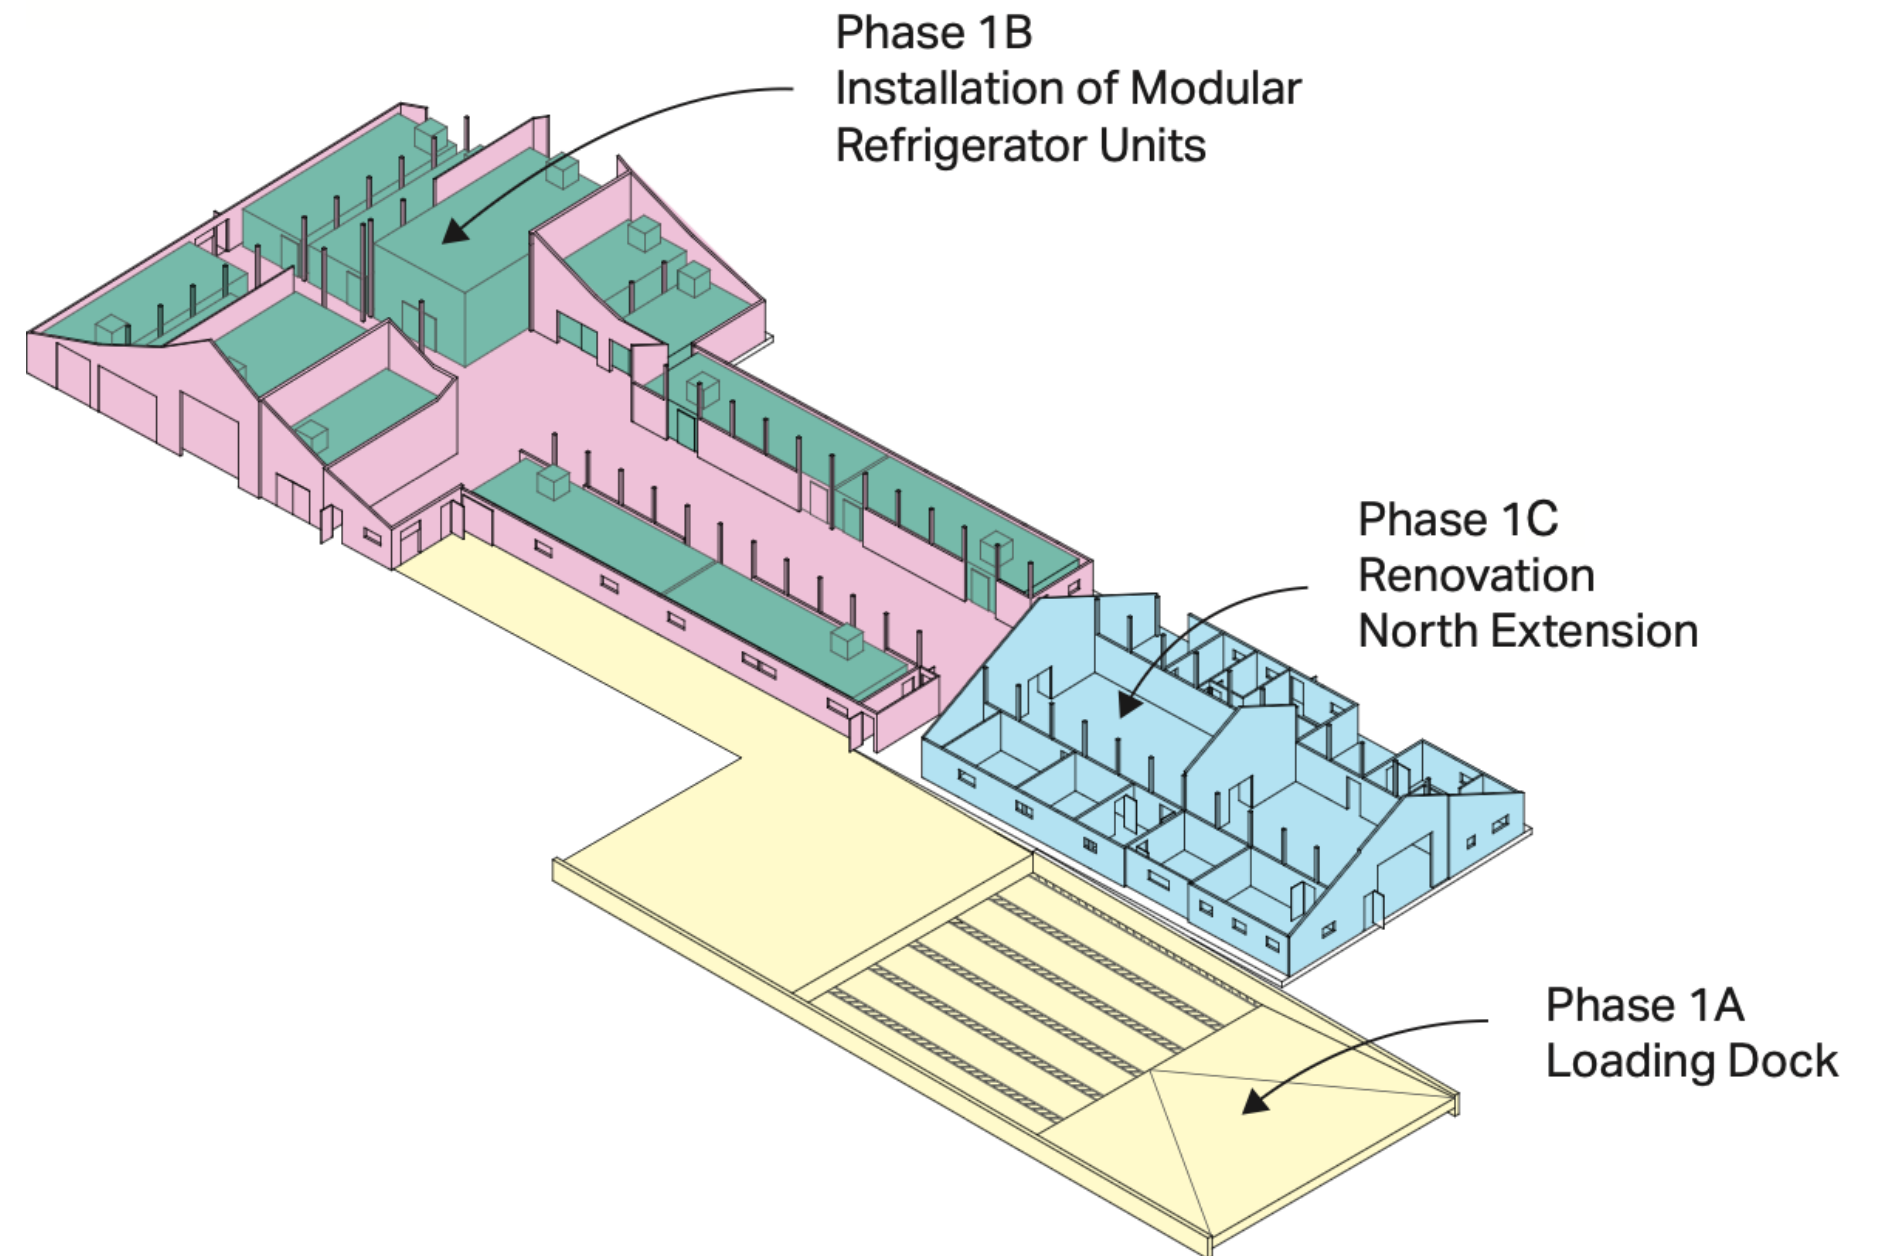 Phase 1B
Installation of Modular
Refrigerator Units
Phase 1C
Renovation
North Extension
Phase 1A
Loading Dock